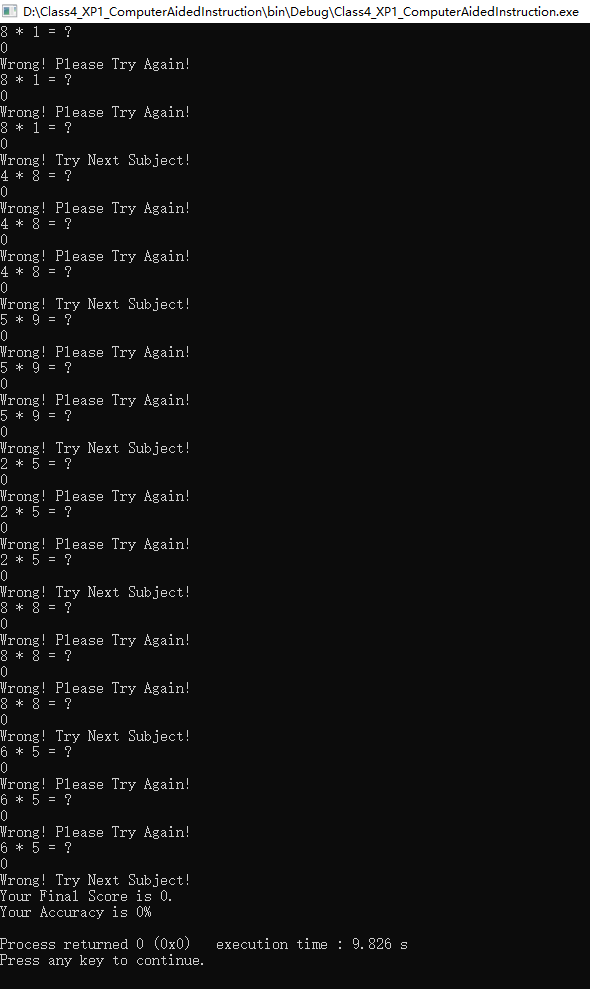 D:\Class4_XP1_ComputerAidedInstruction\bin\Debug\Class4_XP1_ComputerAidedInstruction.exe
8 * 1 = ?
0
Wrong! Please Try Again!
8 * 1 = ?
0
Wrong! Please Try Again!
8 * 1 = ?
0
Wrong! Try Next Subject!
4 * 8 = ?
0
Wrong! Please Try Again!
4 * 8 = ?
0
Wrong! Please Try Again!
4 * 8 = ?
0
Wrong! Try Next Subject!
5 * 9 = ?
0
Wrong! Please Try Again!
5 * 9 = ?
0
Wrong! Please Try Again!
5 * 9 = ?
0
Wrong! Try Next Subject!
2 * 5 = ?
0
Wrong! Please Try Again!
2 * 5 = ?
0
Wrong! Please Try Again!
2 * 5 = ?
0
Wrong! Try Next Subject!
8 * 8 = ?
0
Wrong! Please Try Again!
8 * 8 = ?
0
Wrong! Please Try Again!
8 * 8 = ?
0
Wrong! Try Next Subject!
6 * 5 = ?
0
Wrong! Please Try Again!
6 * 5 = ?
0
Wrong! Please Try Again!
6 * 5 = ?
0
Wrong! Try Next Subject!
Your Final Score is 0.
Your Accuracy is 0%
Process returned 0 (0x0)   execution time : 9.826 s
Press any key to continue.